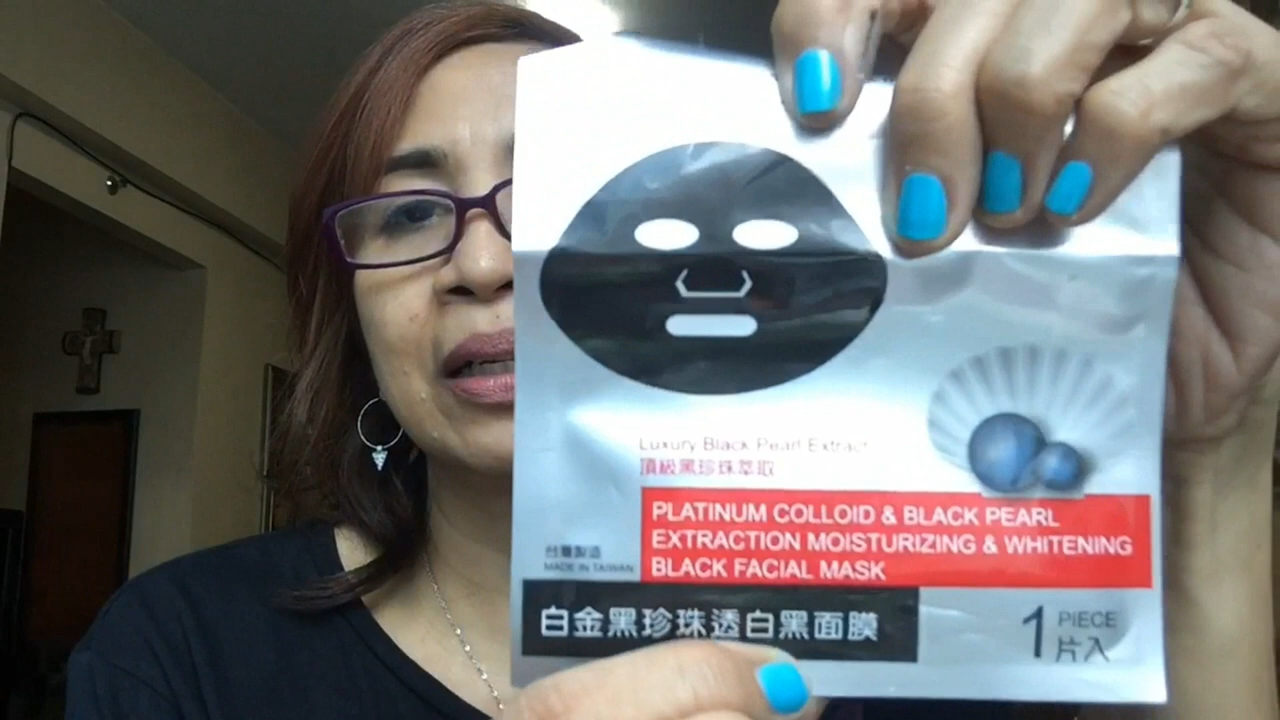 Luxury Black Pearl Extract
頂級黑珍珠萃取
PLATINUM COLLOID & BLACK PEARL
EXTRACTION MOISTURIZING & WHITENING
BLACK FACIAL MASK
台灣製造
MADE IN TAIWAN
白金黑珍珠透白黑面膜
1 PIECE
片入